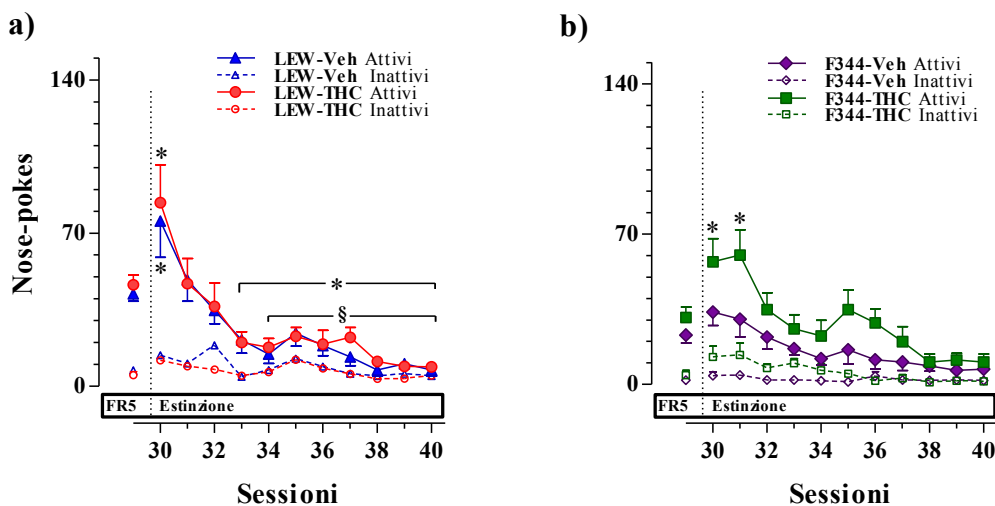 a)
LEW-Veh Attivi
LEW-Veh Inattivi
LEW-THC Attivi
LEW-THC Inattivi
140
70
0
Nose-pokes
*
*
*
§
FR5 Estinzione
30 32 34 36 38 40
Sessioni
b)
F344-Veh Attivi
F344-Veh Inattivi
F344-THC Attivi
F344-THC Inattivi
140
70
0
* *
FR5 Estinzione
30 32 34 36 38 40
Sessioni